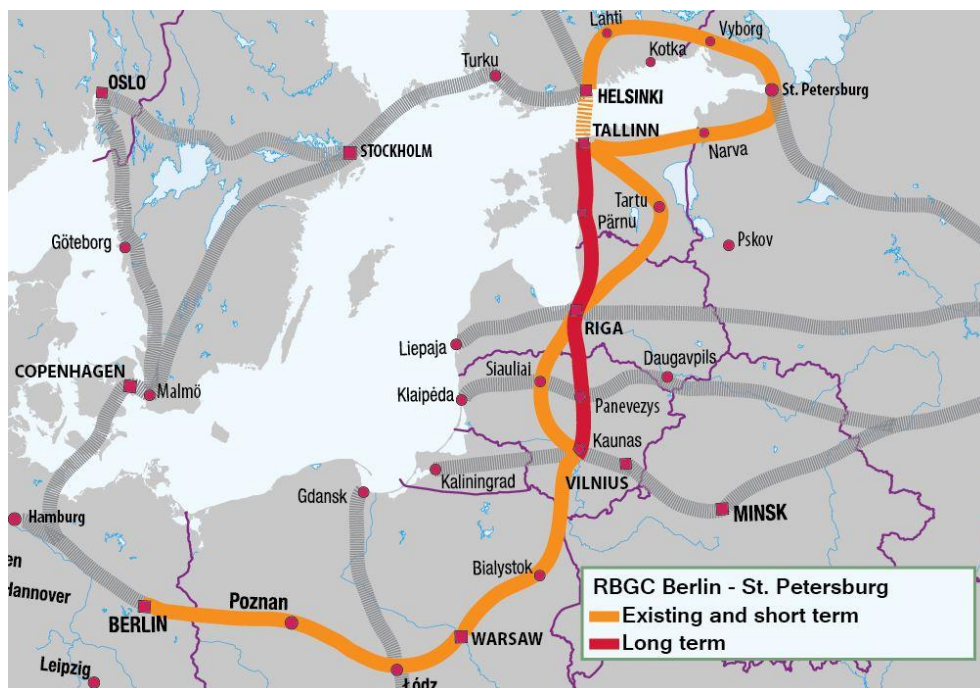 Lahti
Vyborg
Kotka
Turku
OSLO
HELSINKI
St. Petersburg
TALLINN
STOCKHOLM
Narva
Tartu
Pärnu
Göteborg
Pskov
RIGA
Liepaja
COPENHAGEN
Malmö
Siauliai
Daugavpils
Klaipėda
Panevezys
Kaunas
Kaliningrad
VILNIUS
Gdansk
MINSK
Hamburg
en
Hannover
Bialystok
Poznan
BERLIN
WARSAW
Leipzig
Łódz
RBGC Berlin - St. Petersburg
Existing and short term
Long term